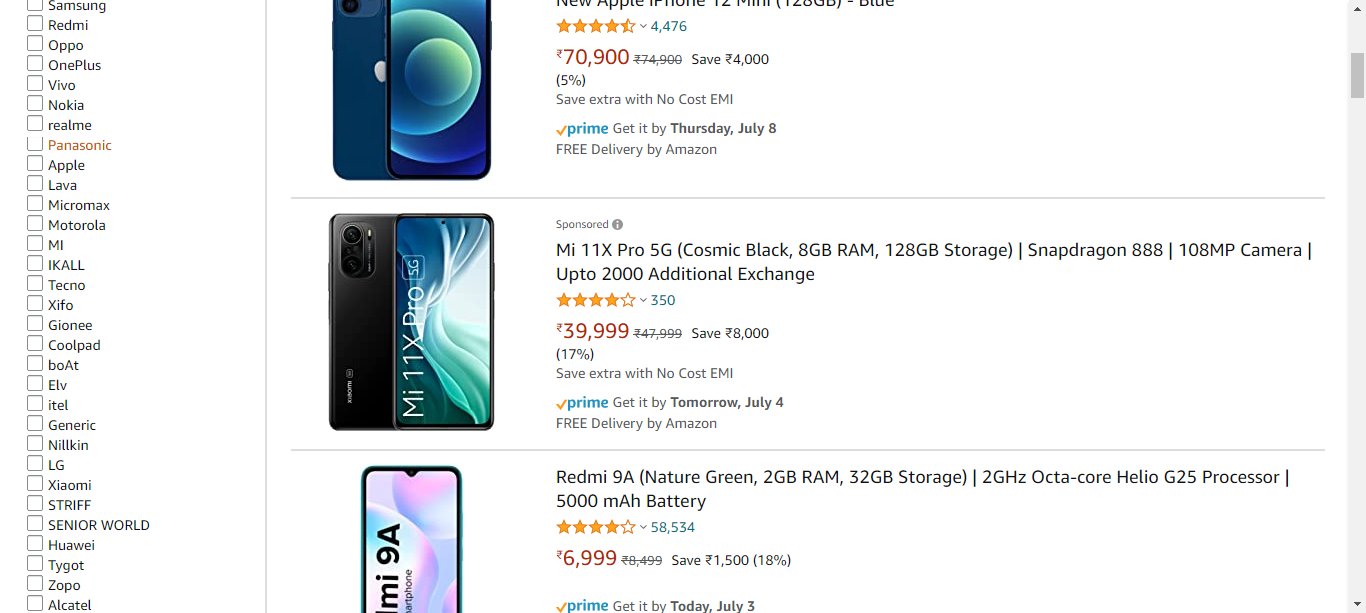 Samsung
Redmi
Oppo
OnePlus
Vivo
Nokia
realme
Panasonic
Apple
Lava
Micromax
Motorola
MI
IKALL
Tecno
Xifo
Gionee
Coolpad
boAt
Elv
itel
Generic
Nillkin
LG
Xiaomi
STRIFF
SENIOR WORLD
Huawei
Tygot
Zopo
Alcatel
New Apple iPhone 12 Mini (128GB) - Blue
4,476
₹70,900 ₹74,900 Save ₹4,000
(5%)
Save extra with No Cost EMI
prime Get it by Thursday, July 8
FREE Delivery by Amazon
Xiaomi 5G
Mi 11X Pro 5G
Sponsored
Mi 11X Pro 5G (Cosmic Black, 8GB RAM, 128GB Storage) | Snapdragon 888 | 108MP Camera |
Upto 2000 Additional Exchange
350
₹39,999 ₹47,999 Save ₹8,000
(17%)
Save extra with No Cost EMI
prime Get it by Tomorrow, July 4
FREE Delivery by Amazon
mi 9A
artphone
Redmi 9A (Nature Green, 2GB RAM, 32GB Storage) | 2GHz Octa-core Helio G25 Processor |
5000 mAh Battery
58,534
₹6,999 ₹8,499 Save ₹1,500 (18%)
prime Get it by Today, July 3